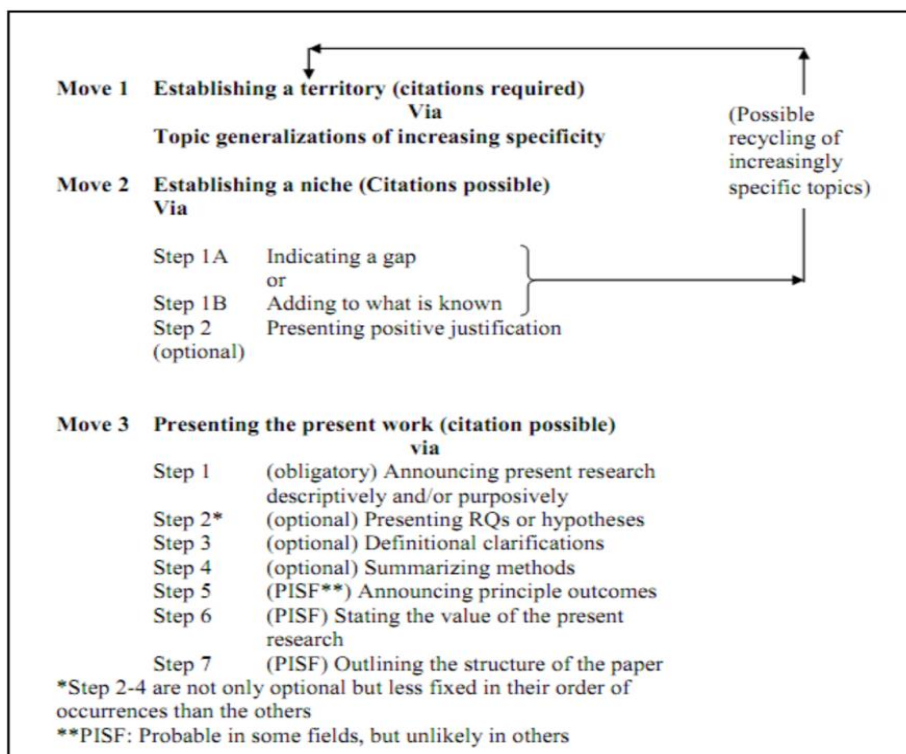 Move 1 Establishing a territory (citations required)
Via
Topic generalizations of increasing specificity
(Possible
recycling of
increasingly
specific topics)
Move 2 Establishing a niche (Citations possible)
Via
Step 1A Indicating a gap
or
Step 1B Adding to what is known
Step 2 Presenting positive justification
(optional)
Move 3 Presenting the present work (citation possible)
via
Step 1 (obligatory) Announcing present research
descriptively and/or purposively
Step 2* (optional) Presenting RQs or hypotheses
Step 3 (optional) Definitional clarifications
Step 4 (optional) Summarizing methods
Step 5 (PISF**) Announcing principle outcomes
Step 6 (PISF) Stating the value of the present
research
Step 7 (PISF) Outlining the structure of the paper
*Step 2-4 are not only optional but less fixed in their order of
occurrences than the others
**PISF: Probable in some fields, but unlikely in others